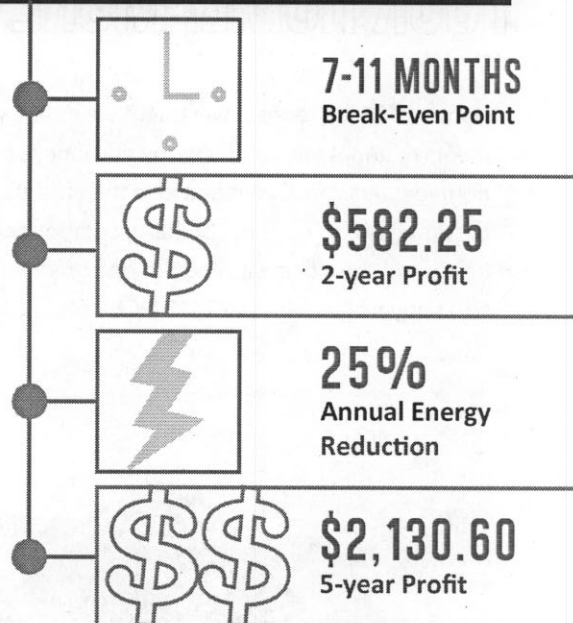 7-11 MONTHS
Break-Even Point
$582.25
2-year Profit
25%
Annual Energy
Reduction
$2,130.60
5-year Profit